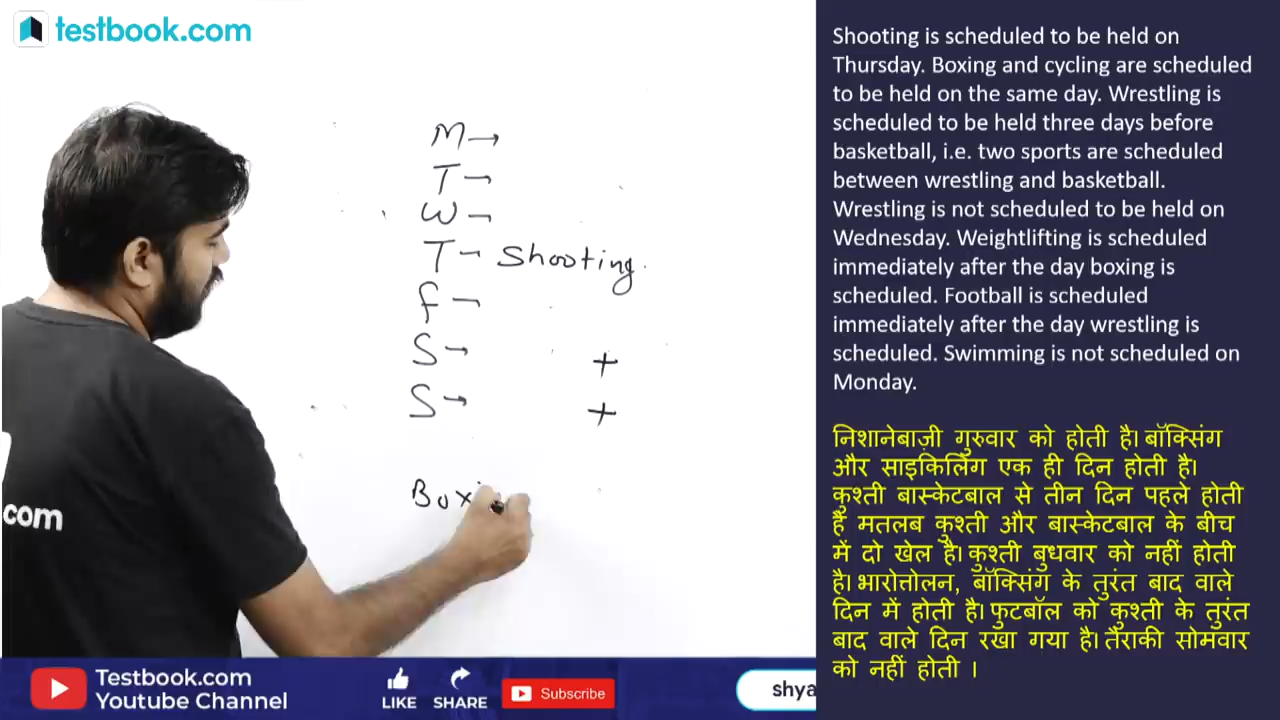 testbook.com
M→
T→
W→
T→ Shooting.
F→
S→ +
S→ +
Boxi
.com
Shooting is scheduled to be held on
Thursday. Boxing and cycling are scheduled
to be held on the same day. Wrestling is
scheduled to be held three days before
basketball, i.e. two sports are scheduled
between wrestling and basketball.
Wrestling is not scheduled to be held on
Wednesday. Weightlifting is scheduled
immediately after the day boxing is
scheduled. Football is scheduled
immediately after the day wrestling is
scheduled. Swimming is not scheduled on
Monday.
निशानेबाज़ी गुरुवार को होती है। बॉक्सिंग
और साइकिलिंग एक ही दिन होती है।
कुश्ती बास्केटबाल से तीन दिन पहले होती
है मतलब कुश्ती और बास्केटबाल के बीच
में दो खेल है। कुश्ती बुधवार को नहीं होती
है। भारोत्तोलन, बॉक्सिंग के तुरंत बाद वाले
दिन में होती है। फुटबॉल को कुश्ती के तुरंत
बाद वाले दिन रखा गया है। तैराकी सोमवार
को नहीं होती ।
Testbook.com
Youtube Channel
LIKE
SHARE
Subscribe
shya